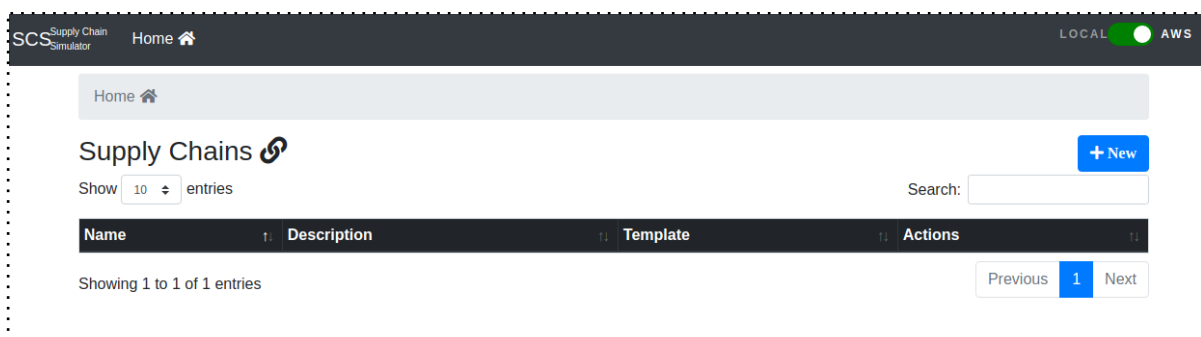 SCS Supply Chain Simulator Home LOCAL AWS
Home
Supply Chains New
Show 10 entries Search:
Name Description Template Actions
Showing 1 to 1 of 1 entries Previous 1 Next